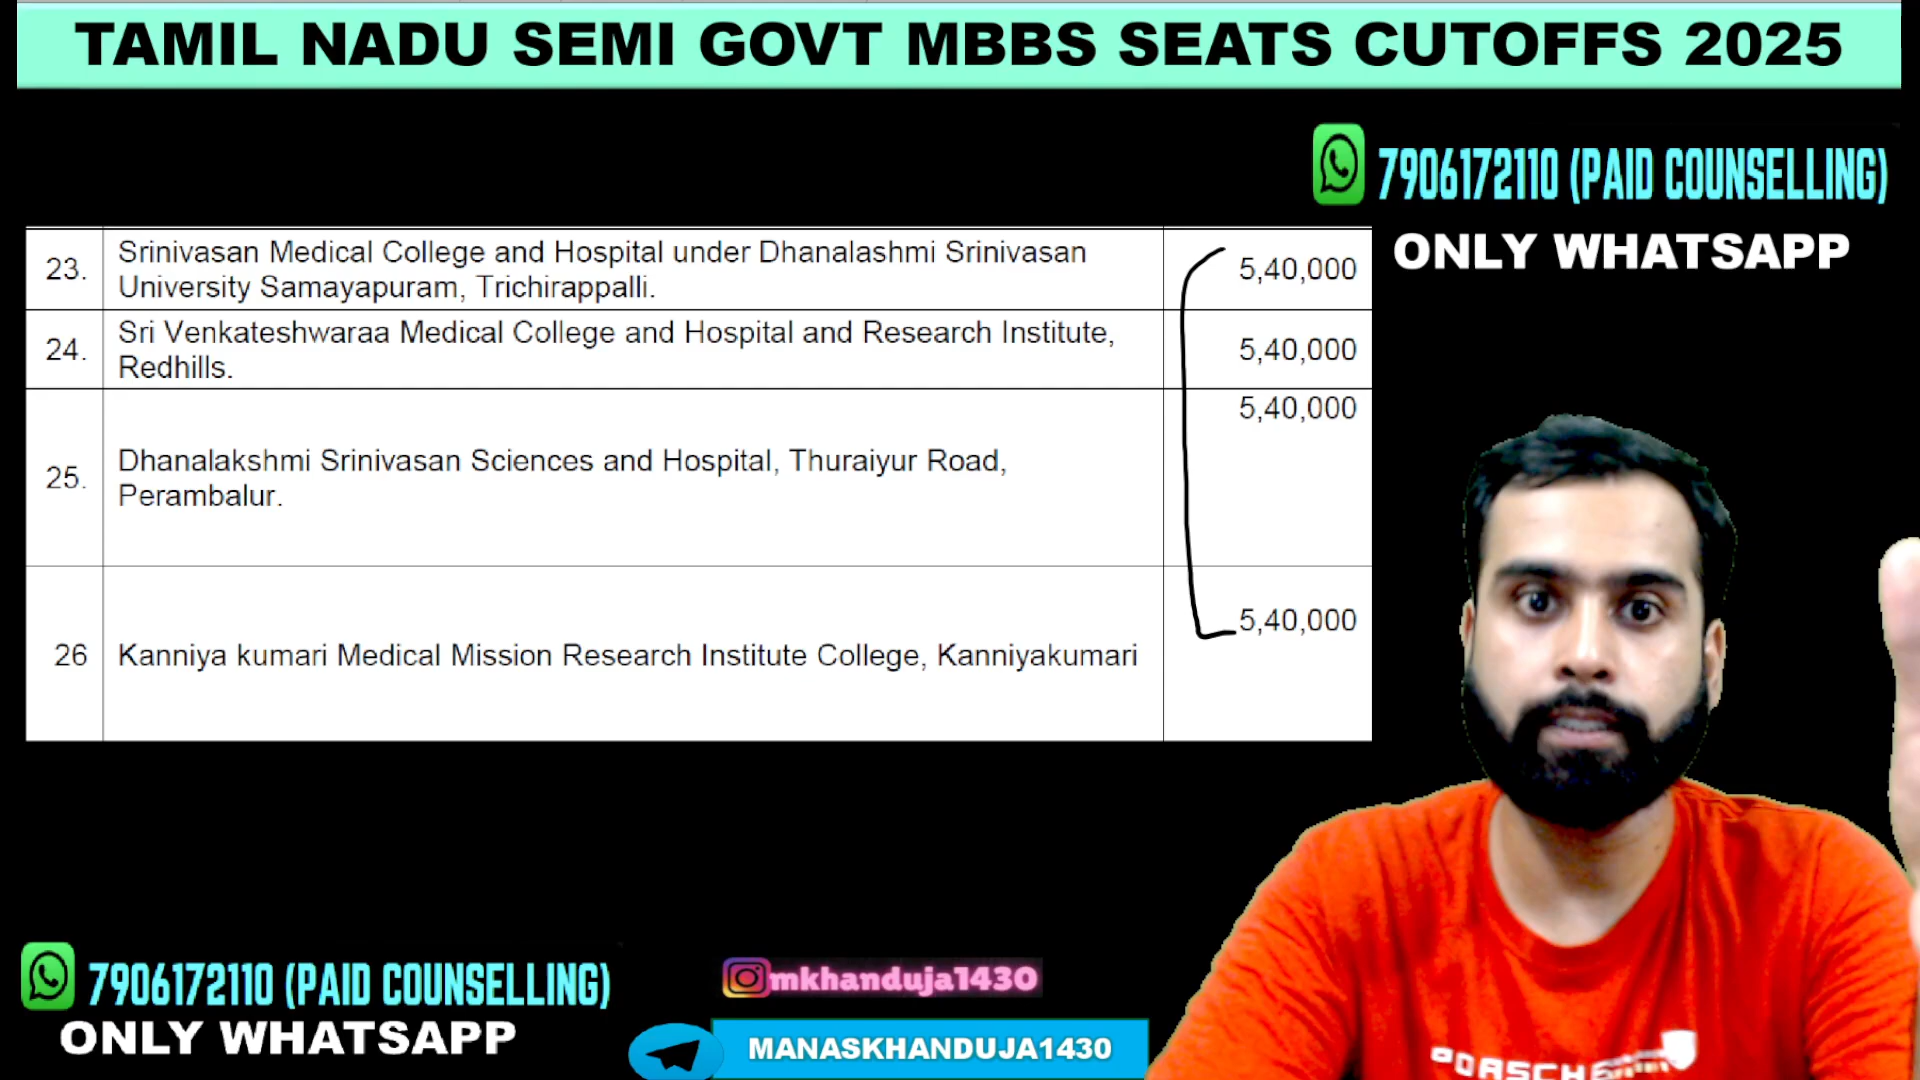 TAMIL NADU SEMI GOVT MBBS SEATS CUTOFFS 2025
7906172110 (PAID COUNSELLING)
ONLY WHATSAPP
23. Srinivasan Medical College and Hospital under Dhanalashmi Srinivasan
University Samayapuram, Trichirappalli. 5,40,000
24. Sri Venkateshwaraa Medical College and Hospital and Research Institute,
Redhills. 5,40,000
25. Dhanalakshmi Srinivasan Sciences and Hospital, Thuraiyur Road,
Perambalur. 5,40,000
26 Kanniya kumari Medical Mission Research Institute College, Kanniyakumari 5,40,000
7906172110 (PAID COUNSELLING)
ONLY WHATSAPP
mkhanduja1430
MANASKHANDUJA1430